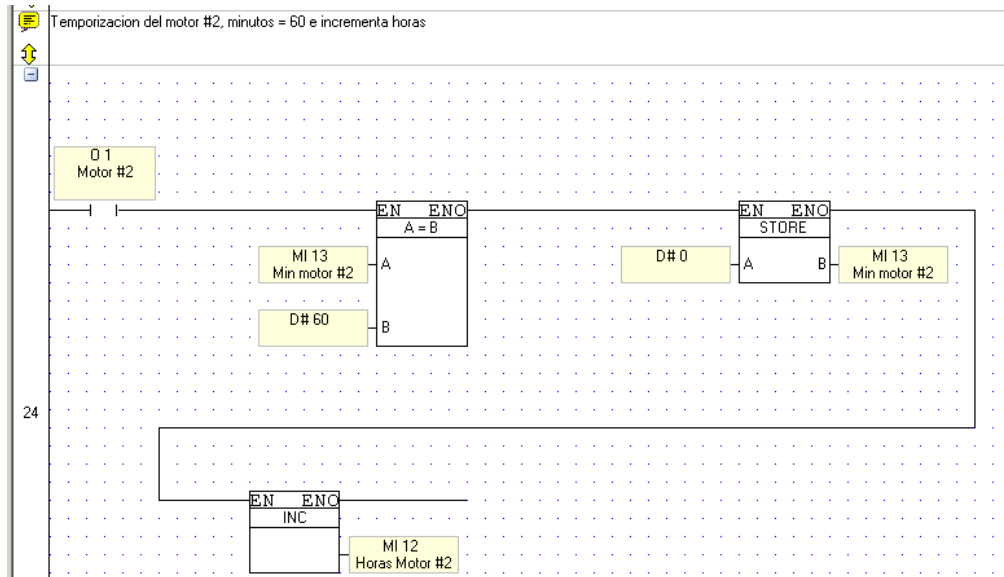 Temporizacion del motor #2, minutos = 60 e incrementa horas
O 1
Motor #2
EN ENO
A = B
MI 13
Min motor #2
A
D# 60
B
EN ENO
STORE
D# 0
A
B
MI 13
Min motor #2
24
EN ENO
INC
MI 12
Horas Motor #2